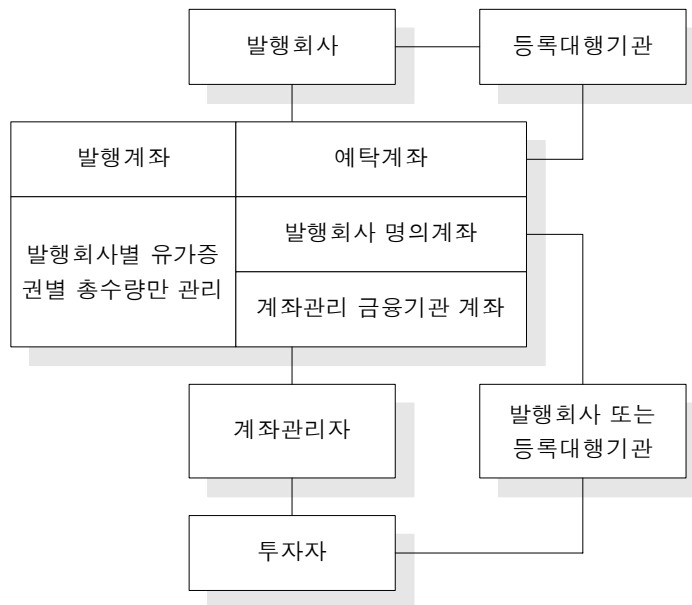 발행회사
등록대행기관
발행계좌
예탁계좌
발행회사별 유가증
권별 총수량만 관리
발행회사 명의계좌
계좌관리 금융기관 계좌
계좌관리자
발행회사 또는
등록대행기관
투자자